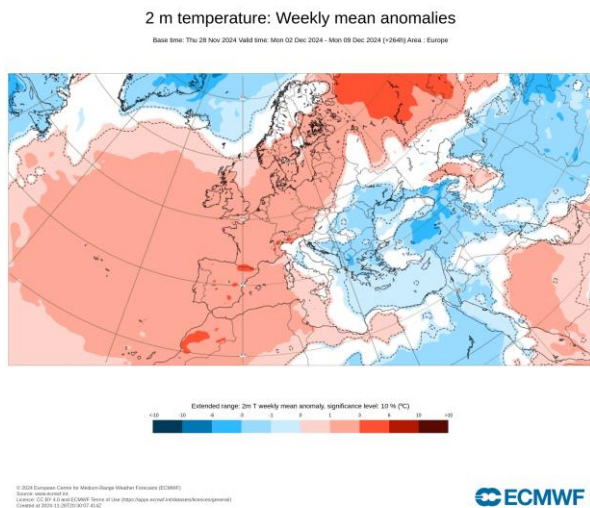 2 m temperature: Weekly mean anomalies
Base time: Thu 28 Nov 2024 Valid time: Mon 02 Dec 2024 - Mon 09 Dec 2024 (+264h) Area : Europe
Extended range: 2m T weekly mean anomaly, significance level: 10 % (ºC)
<-10 -10 -6 -3 -1 0 1 3 6 10 >10
© 2024 European Centre for Medium-Range Weather Forecasts (ECMWF)
Source: www.ecmwf.int
Licence: CC BY 4.0 and ECMWF Terms of Use (https://apps.ecmwf.int/datasets/licences/general/)
ECMWF